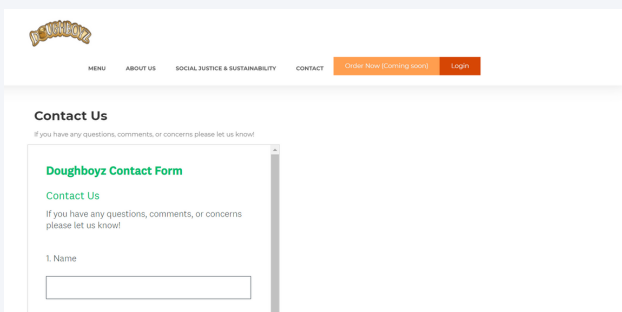 DOUGHBOYZ
MENU ABOUT US SOCIAL JUSTICE & SUSTAINABILITY CONTACT Order Now (Coming soon) Login
Contact Us
If you have any questions, comments, or concerns please let us know!
Doughboyz Contact Form
Contact Us
If you have any questions, comments, or concerns
please let us know!
1. Name